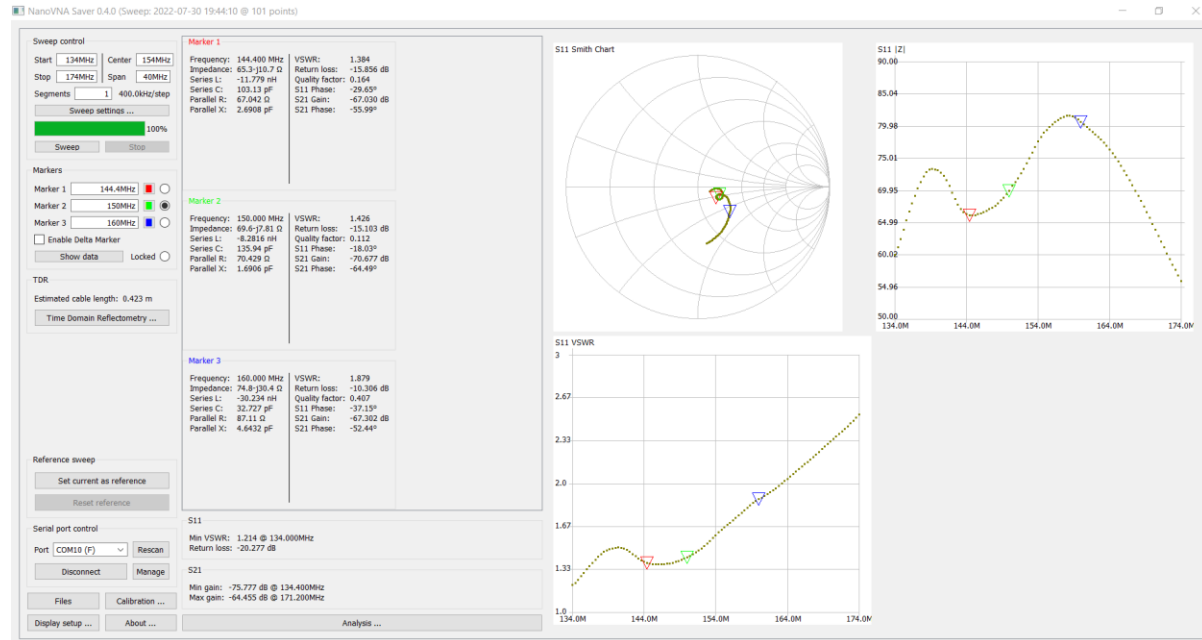 NanoVNA Saver 0.4.0 (Sweep: 2022-07-30 19:44:10 @ 101 points)
Sweep control
Start 134MHz Center 154MHz
Stop 174MHz Span 40MHz
Segments 1 400.0kHz/step
Sweep settings ...
100%
Sweep Stop
Markers
Marker 1 144.4MHz
Marker 2 150MHz
Marker 3 160MHz
Enable Delta Marker
Show data Locked
TDR
Estimated cable length: 0.423 m
Time Domain Reflectometry ...
Reference sweep
Set current as reference
Reset reference
Serial port control
Port COM10 (F) Rescan
Disconnect Manage
Files Calibration ...
Display setup ... About ...
Marker 1
Frequency: 144.400 MHz VSWR: 1.384
Impedance: 65.3-j10.7 Ω Return loss: -15.856 dB
Series L: -11.779 nH Quality factor: 0.164
Series C: 103.13 pF S11 Phase: -29.65°
Parallel R: 67.042 Ω S21 Gain: -67.030 dB
Parallel X: 2.6908 pF S21 Phase: -55.99°
Marker 2
Frequency: 150.000 MHz VSWR: 1.426
Impedance: 69.6-j7.81 Ω Return loss: -15.103 dB
Series L: -8.2816 nH Quality factor: 0.112
Series C: 135.94 pF S11 Phase: -18.03°
Parallel R: 70.429 Ω S21 Gain: -70.677 dB
Parallel X: 1.6906 pF S21 Phase: -64.49°
Marker 3
Frequency: 160.000 MHz VSWR: 1.879
Impedance: 74.8-j30.4 Ω Return loss: -10.306 dB
Series L: -30.234 nH Quality factor: 0.407
Series C: 32.727 pF S11 Phase: -37.15°
Parallel R: 87.11 Ω S21 Gain: -67.302 dB
Parallel X: 4.6432 pF S21 Phase: -52.44°
S11
Min VSWR: 1.214 @ 134.000MHz
Return loss: -20.277 dB
S21
Min gain: -75.777 dB @ 134.400MHz
Max gain: -64.455 dB @ 171.200MHz
Analysis ...
S11 Smith Chart
S11 |Z|
90.00
85.04
79.98
75.01
69.95
64.99
60.02
54.96
50.00
134.0M 144.0M 154.0M 164.0M 174.0M
S11 VSWR
3
2.67
2.33
2.0
1.67
1.33
1.0
134.0M 144.0M 154.0M 164.0M 174.0M